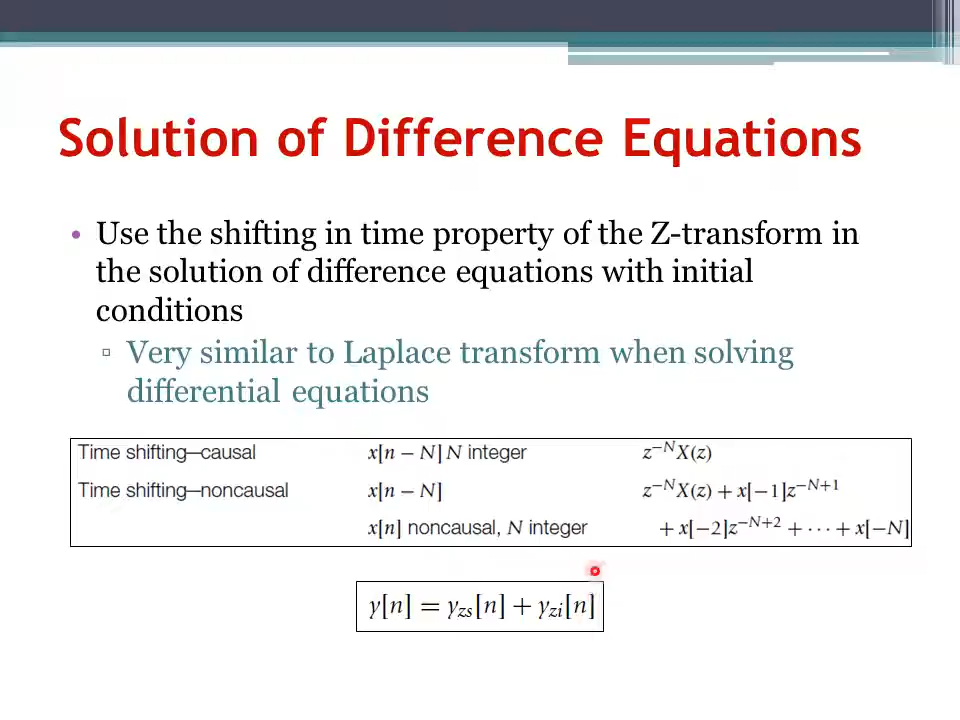 Solution of Difference Equations
• Use the shifting in time property of the Z-transform in
the solution of difference equations with initial
conditions
▫ Very similar to Laplace transform when solving
differential equations
Time shifting—causal x[n − N] N integer z^{−N}X(z)
Time shifting—noncausal x[n − N] z^{−N}X(z) + x[−1]z^{−N+1}
x[n] noncausal, N integer + x[−2]z^{−N+2} + ⋯ + x[−N]
y[n] = y_{zs}[n] + y_{zi}[n]